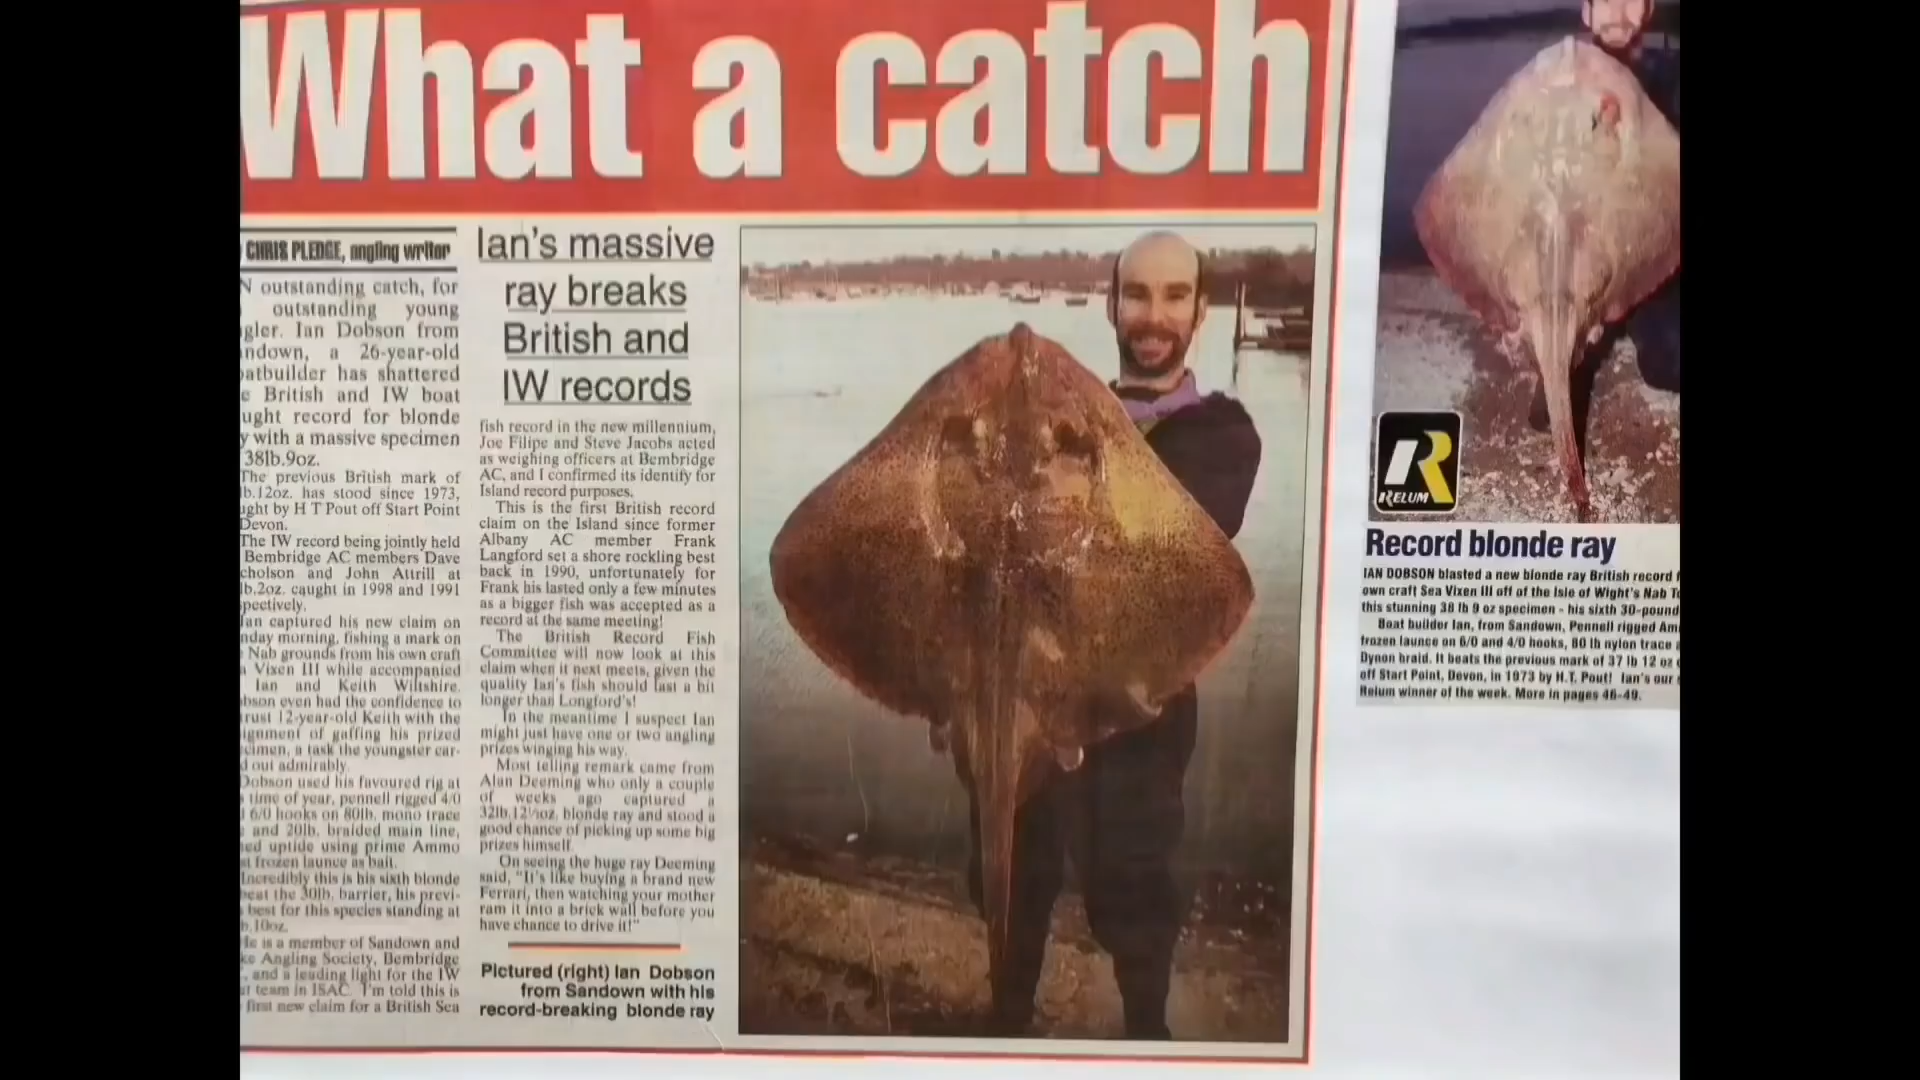 What a catch
CHRIS PLEDGE, angling writer
N outstanding catch, for
outstanding young
gler. Ian Dobson from
ndown, a 26-year-old
atbuilder has shattered
e British and IW boat
ught record for blonde
y with a massive specimen
38lb.9oz.
The previous British mark of
lb.12oz. has stood since 1973,
ught by H T Pout off Start Point
Devon.
The IW record being jointly held
Bembridge AC members Dave
cholson and John Attrill at
lb.2oz. caught in 1998 and 1991
pectively.
Ian captured his new claim on
nday morning, fishing a mark on
Nab grounds from his own craft
a Vixen III while accompanied
Ian and Keith Wiltshire.
bson even had the confidence to
rust 12-year-old Keith with the
ignment of gaffing his prized
cimen, a task the youngster car-
d out admirably.
Dobson used his favoured rig at
s time of year, pennell rigged 4/0
l 6/0 hooks on 80lb. mono trace
e and 20lb. braided main line,
ned uptide using prime Ammo
st frozen launce as bait.
Incredibly this is his sixth blonde
beat the 30lb. barrier, his previ-
s best for this species standing at
b.10oz.
He is a member of Sandown and
ke Angling Society, Bembridge
, and a leading light for the IW
at team in ISAC. I'm told this is
first new claim for a British Sea
Ian's massive
ray breaks
British and
IW records
fish record in the new millennium,
Joe Filipe and Steve Jacobs acted
as weighing officers at Bembridge
AC, and I confirmed its identify for
Island record purposes.
This is the first British record
claim on the Island since former
Albany AC member Frank
Langford set a shore rockling best
back in 1990, unfortunately for
Frank his lasted only a few minutes
as a bigger fish was accepted as a
record at the same meeting!
The British Record Fish
Committee will now look at this
claim when it next meets, given the
quality Ian's fish should last a bit
longer than Longford's!
In the meantime I suspect Ian
might just have one or two angling
prizes winging his way.
Most telling remark came from
Alan Deeming who only a couple
of weeks ago captured a
32lb.12½oz. blonde ray and stood a
good chance of picking up some big
prizes himself.
On seeing the huge ray Deeming
said, "It's like buying a brand new
Ferrari, then watching your mother
ram it into a brick wall before you
have chance to drive it!"
Pictured (right) Ian Dobson
from Sandown with his
record-breaking blonde ray
R
RELUM
Record blonde ray
IAN DOBSON blasted a new blonde ray British record f
own craft Sea Vixen III off of the Isle of Wight's Nab T
this stunning 38 lb 9 oz specimen - his sixth 30-pound
Boat builder Ian, from Sandown, Pennell rigged Am
frozen launce on 6/0 and 4/0 hooks, 80 lb nylon trace a
Dynon braid. It beats the previous mark of 37 lb 12 oz
off Start Point, Devon, in 1973 by H.T. Pout! Ian's our
Relum winner of the week. More in pages 46-49.